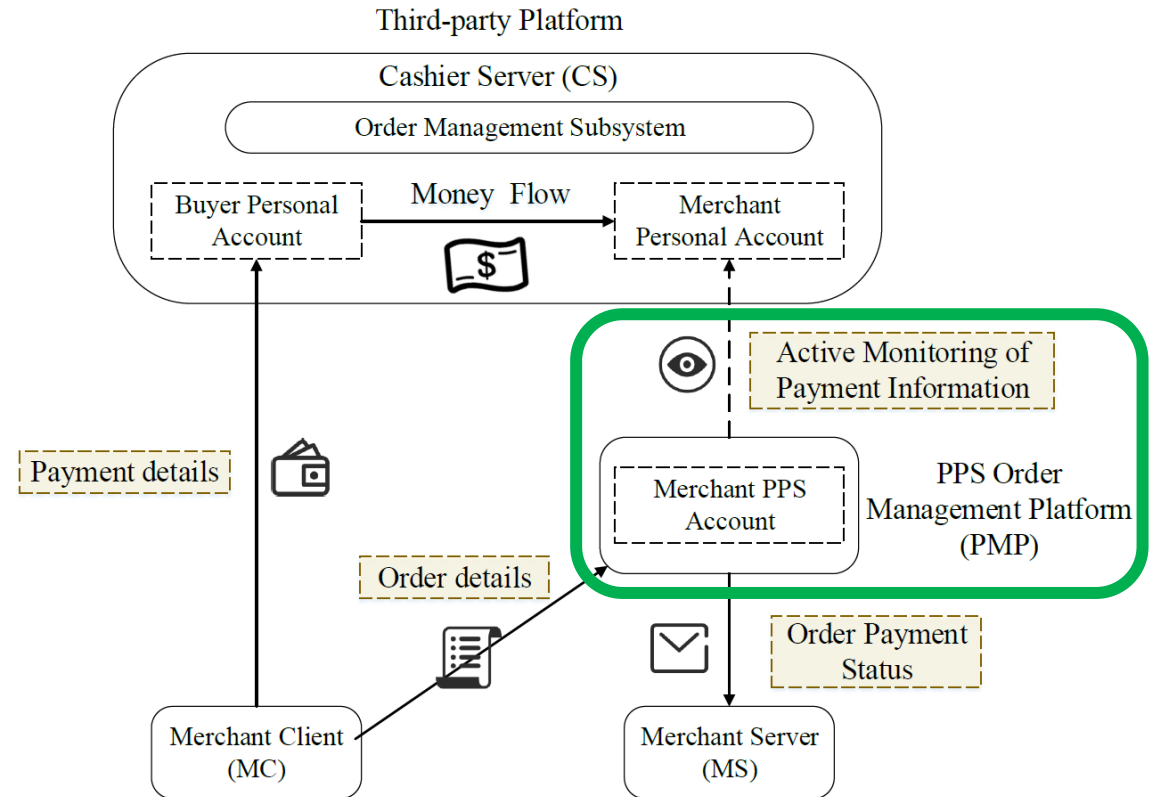 Third-party Platform
Cashier Server (CS)
Order Management Subsystem
Buyer Personal
Account
Money Flow
$
Merchant
Personal Account
Active Monitoring of
Payment Information
Payment details
Merchant PPS
Account
PPS Order
Management Platform
(PMP)
Order details
Order Payment
Status
Merchant Client
(MC)
Merchant Server
(MS)